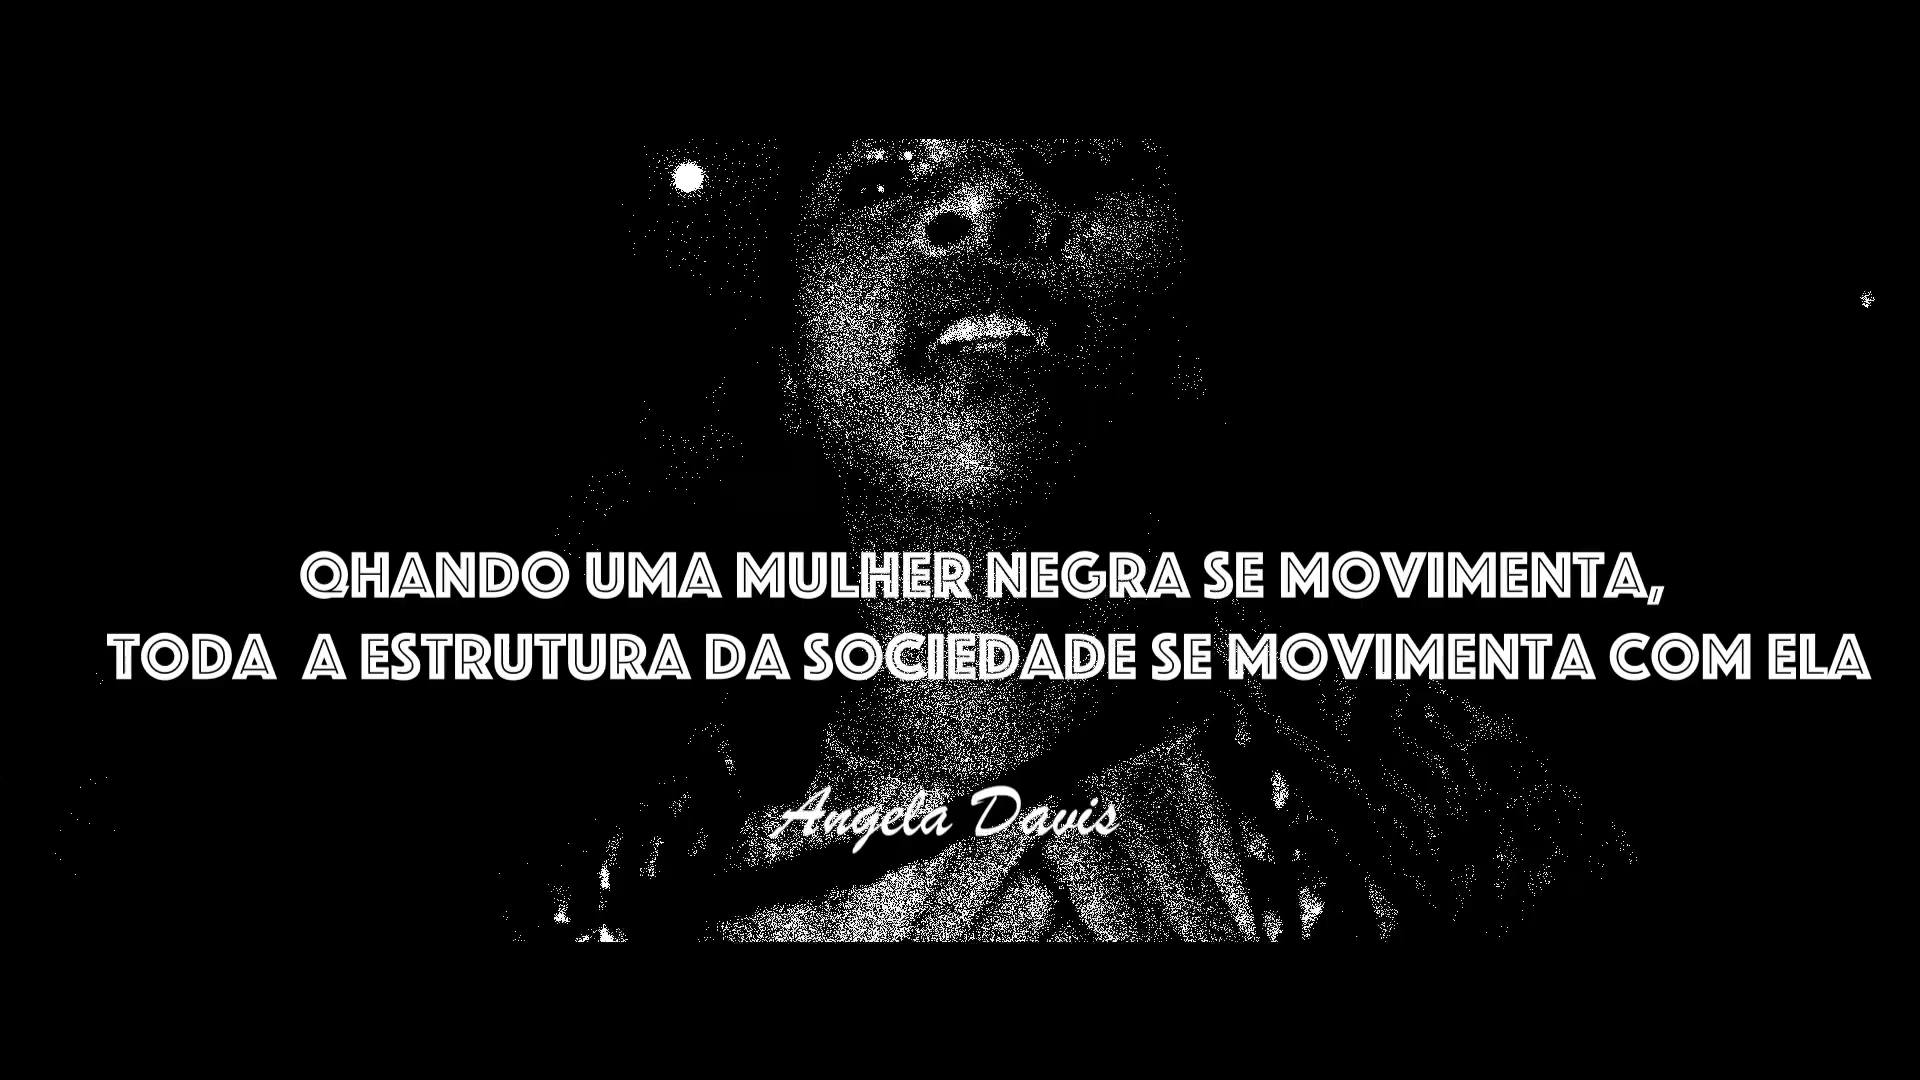 QHANDO UMA MULHER NEGRA SE MOVIMENTA,
TODA A ESTRUTURA DA SOCIEDADE SE MOVIMENTA COM ELA
Angela Davis